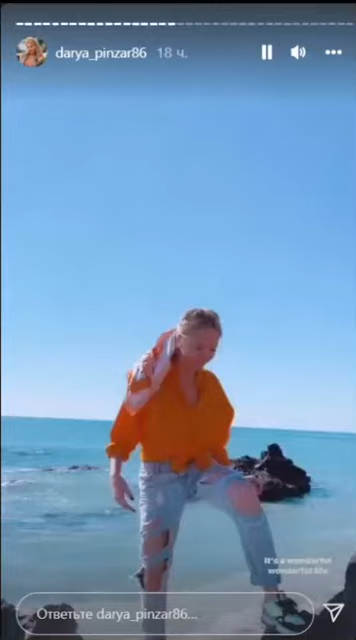 darya_pinzar86 18 ч.
It's a wonderful
wonderful life
Ответьте darya_pinzar86...